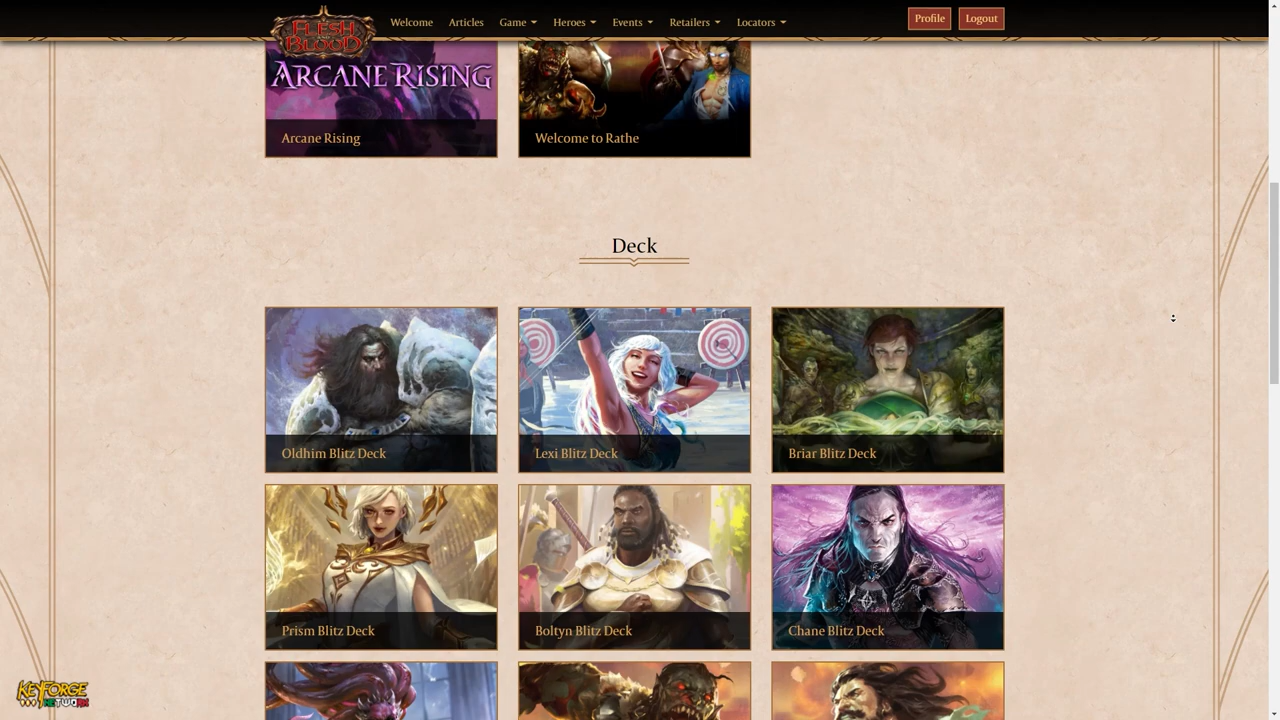 FLESH
AND
BLOOD
Welcome
Articles
Game
Heroes
Events
Retailers
Locators
Profile
Logout
ARCANE RISING
Arcane Rising
Welcome to Rathe
Deck
Oldhim Blitz Deck
Lexi Blitz Deck
Briar Blitz Deck
Prism Blitz Deck
Boltyn Blitz Deck
Chane Blitz Deck
KEYFORGE
NETWORK